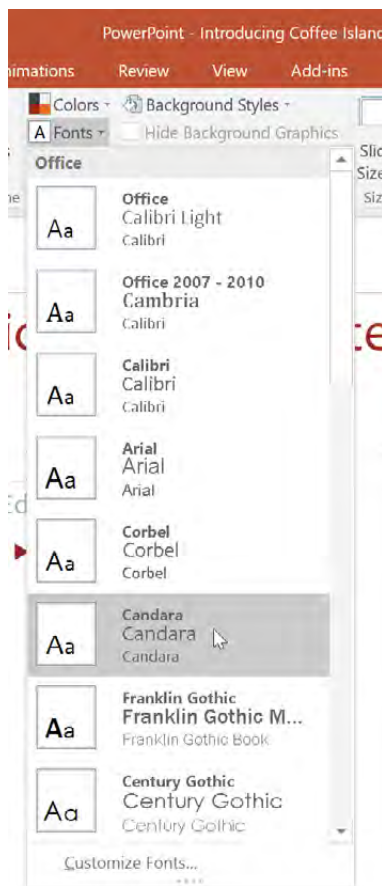 PowerPoint - Introducing Coffee Islan
nimations Review View Add-ins
Colors Background Styles
A Fonts Hide Background Graphics
Slic
Size
Siz
Office
Aa
Office
Calibri Light
Calibri
Aa
Office 2007 - 2010
Cambria
Calibri
Aa
Calibri
Calibri
Calibri
Aa
Arial
Arial
Arial
Aa
Corbel
Corbel
Corbel
Aa
Candara
Candara
Candara
Aa
Franklin Gothic
Franklin Gothic M...
Franklin Gothic Book
Aa
Century Gothic
Century Gothic
Century Gothic
Customize Fonts...